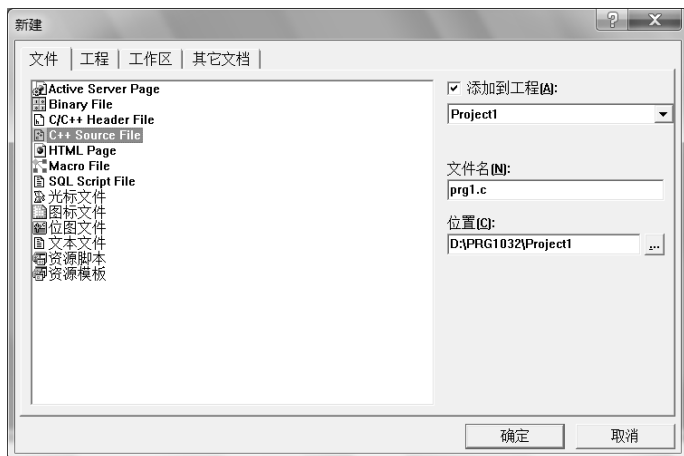 新建
文件 工程 工作区 其它文档
Active Server Page
Binary File
C/C++ Header File
C++ Source File
HTML Page
Macro File
SQL Script File
光标文件
图标文件
位图文件
文本文件
资源脚本
资源模板
添加到工程(A):
Project1
文件名(N):
prg1.c
位置(C):
D:\PRG1032\Project1
...
确定 取消